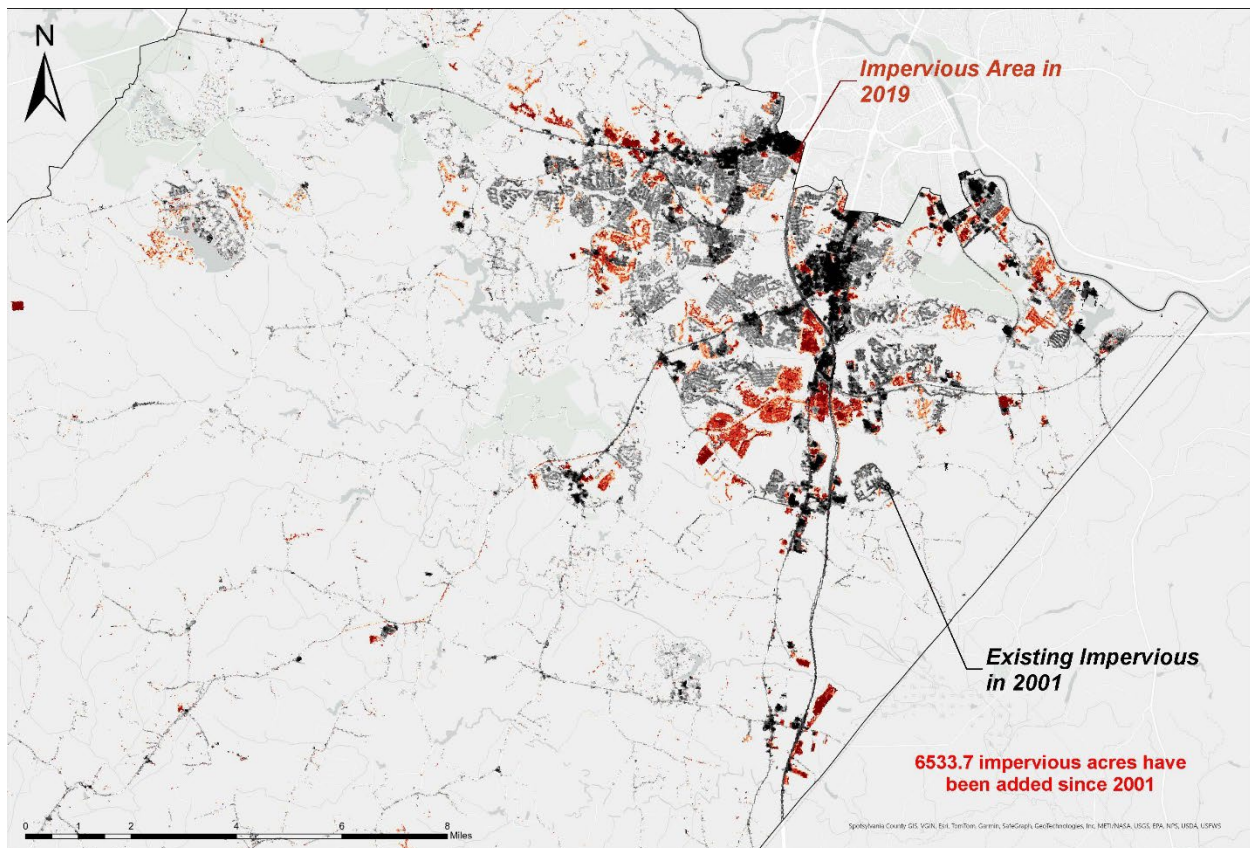 N
Impervious Area in
2019
Existing Impervious
in 2001
6533.7 impervious acres have
been added since 2001
0 1 2 3 4 6 8
Miles
Spotsylvania County GIS, VGIN, Esri, TomTom, Garmin, SafeGraph, GeoTechnologies, Inc, METI/NASA, USGS, EPA, NPS, USDA, USFWS